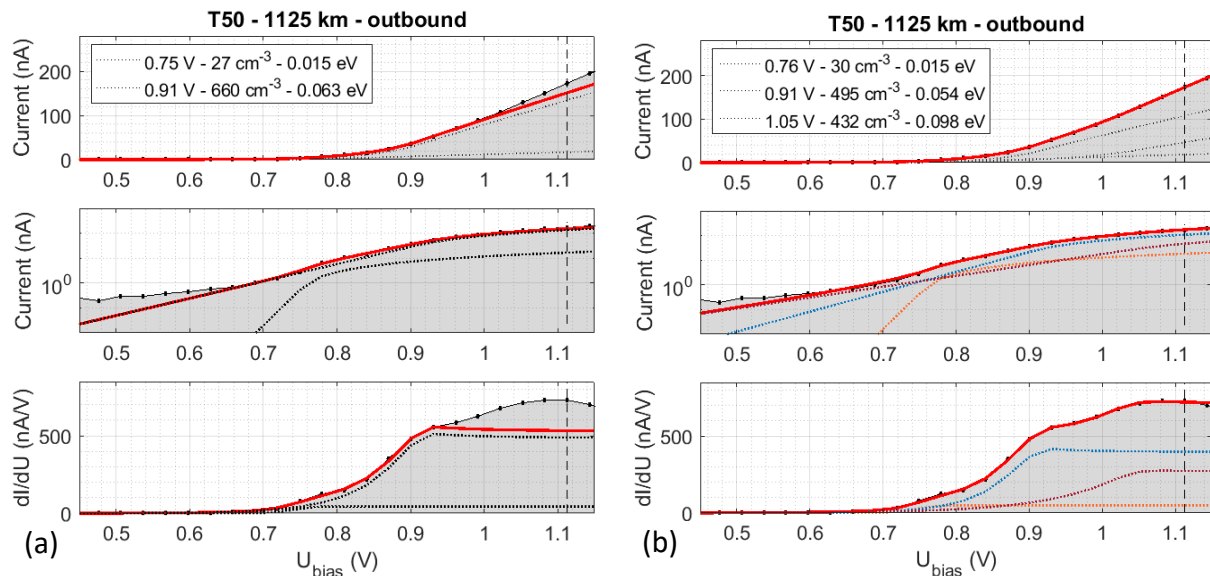 T50 - 1125 km - outbound
Current (nA)
200
100
0
0.75 V - 27 cm⁻³ - 0.015 eV
0.91 V - 660 cm⁻³ - 0.063 eV
0.5 0.6 0.7 0.8 0.9 1 1.1
Current (nA)
10⁰
0.5 0.6 0.7 0.8 0.9 1 1.1
dI/dU (nA/V)
500
0
0.5 0.6 0.7 0.8 0.9 1 1.1
(a)
U_bias (V)
T50 - 1125 km - outbound
Current (nA)
200
100
0
0.76 V - 30 cm⁻³ - 0.015 eV
0.91 V - 495 cm⁻³ - 0.054 eV
1.05 V - 432 cm⁻³ - 0.098 eV
0.5 0.6 0.7 0.8 0.9 1 1.1
Current (nA)
10⁰
0.5 0.6 0.7 0.8 0.9 1 1.1
dI/dU (nA/V)
500
0
0.5 0.6 0.7 0.8 0.9 1 1.1
(b)
U_bias (V)